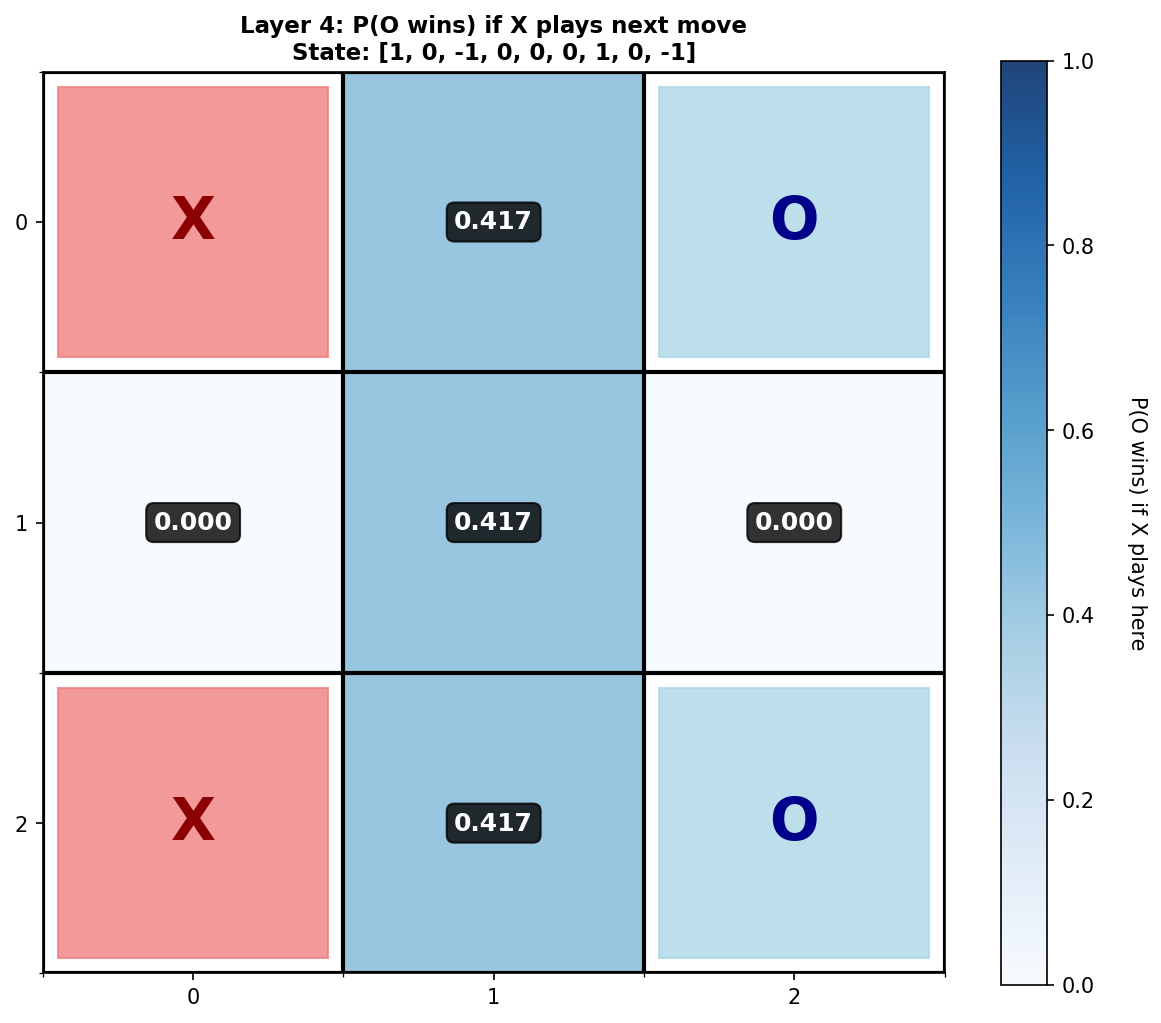 Layer 4: P(O wins) if X plays next move
State: [1, 0, -1, 0, 0, 0, 1, 0, -1]
0
X
0.417
O
1
0.000
0.417
0.000
2
X
0.417
O
0
1
2
1.0
0.8
0.6
0.4
0.2
0.0
P(O wins) if X plays here